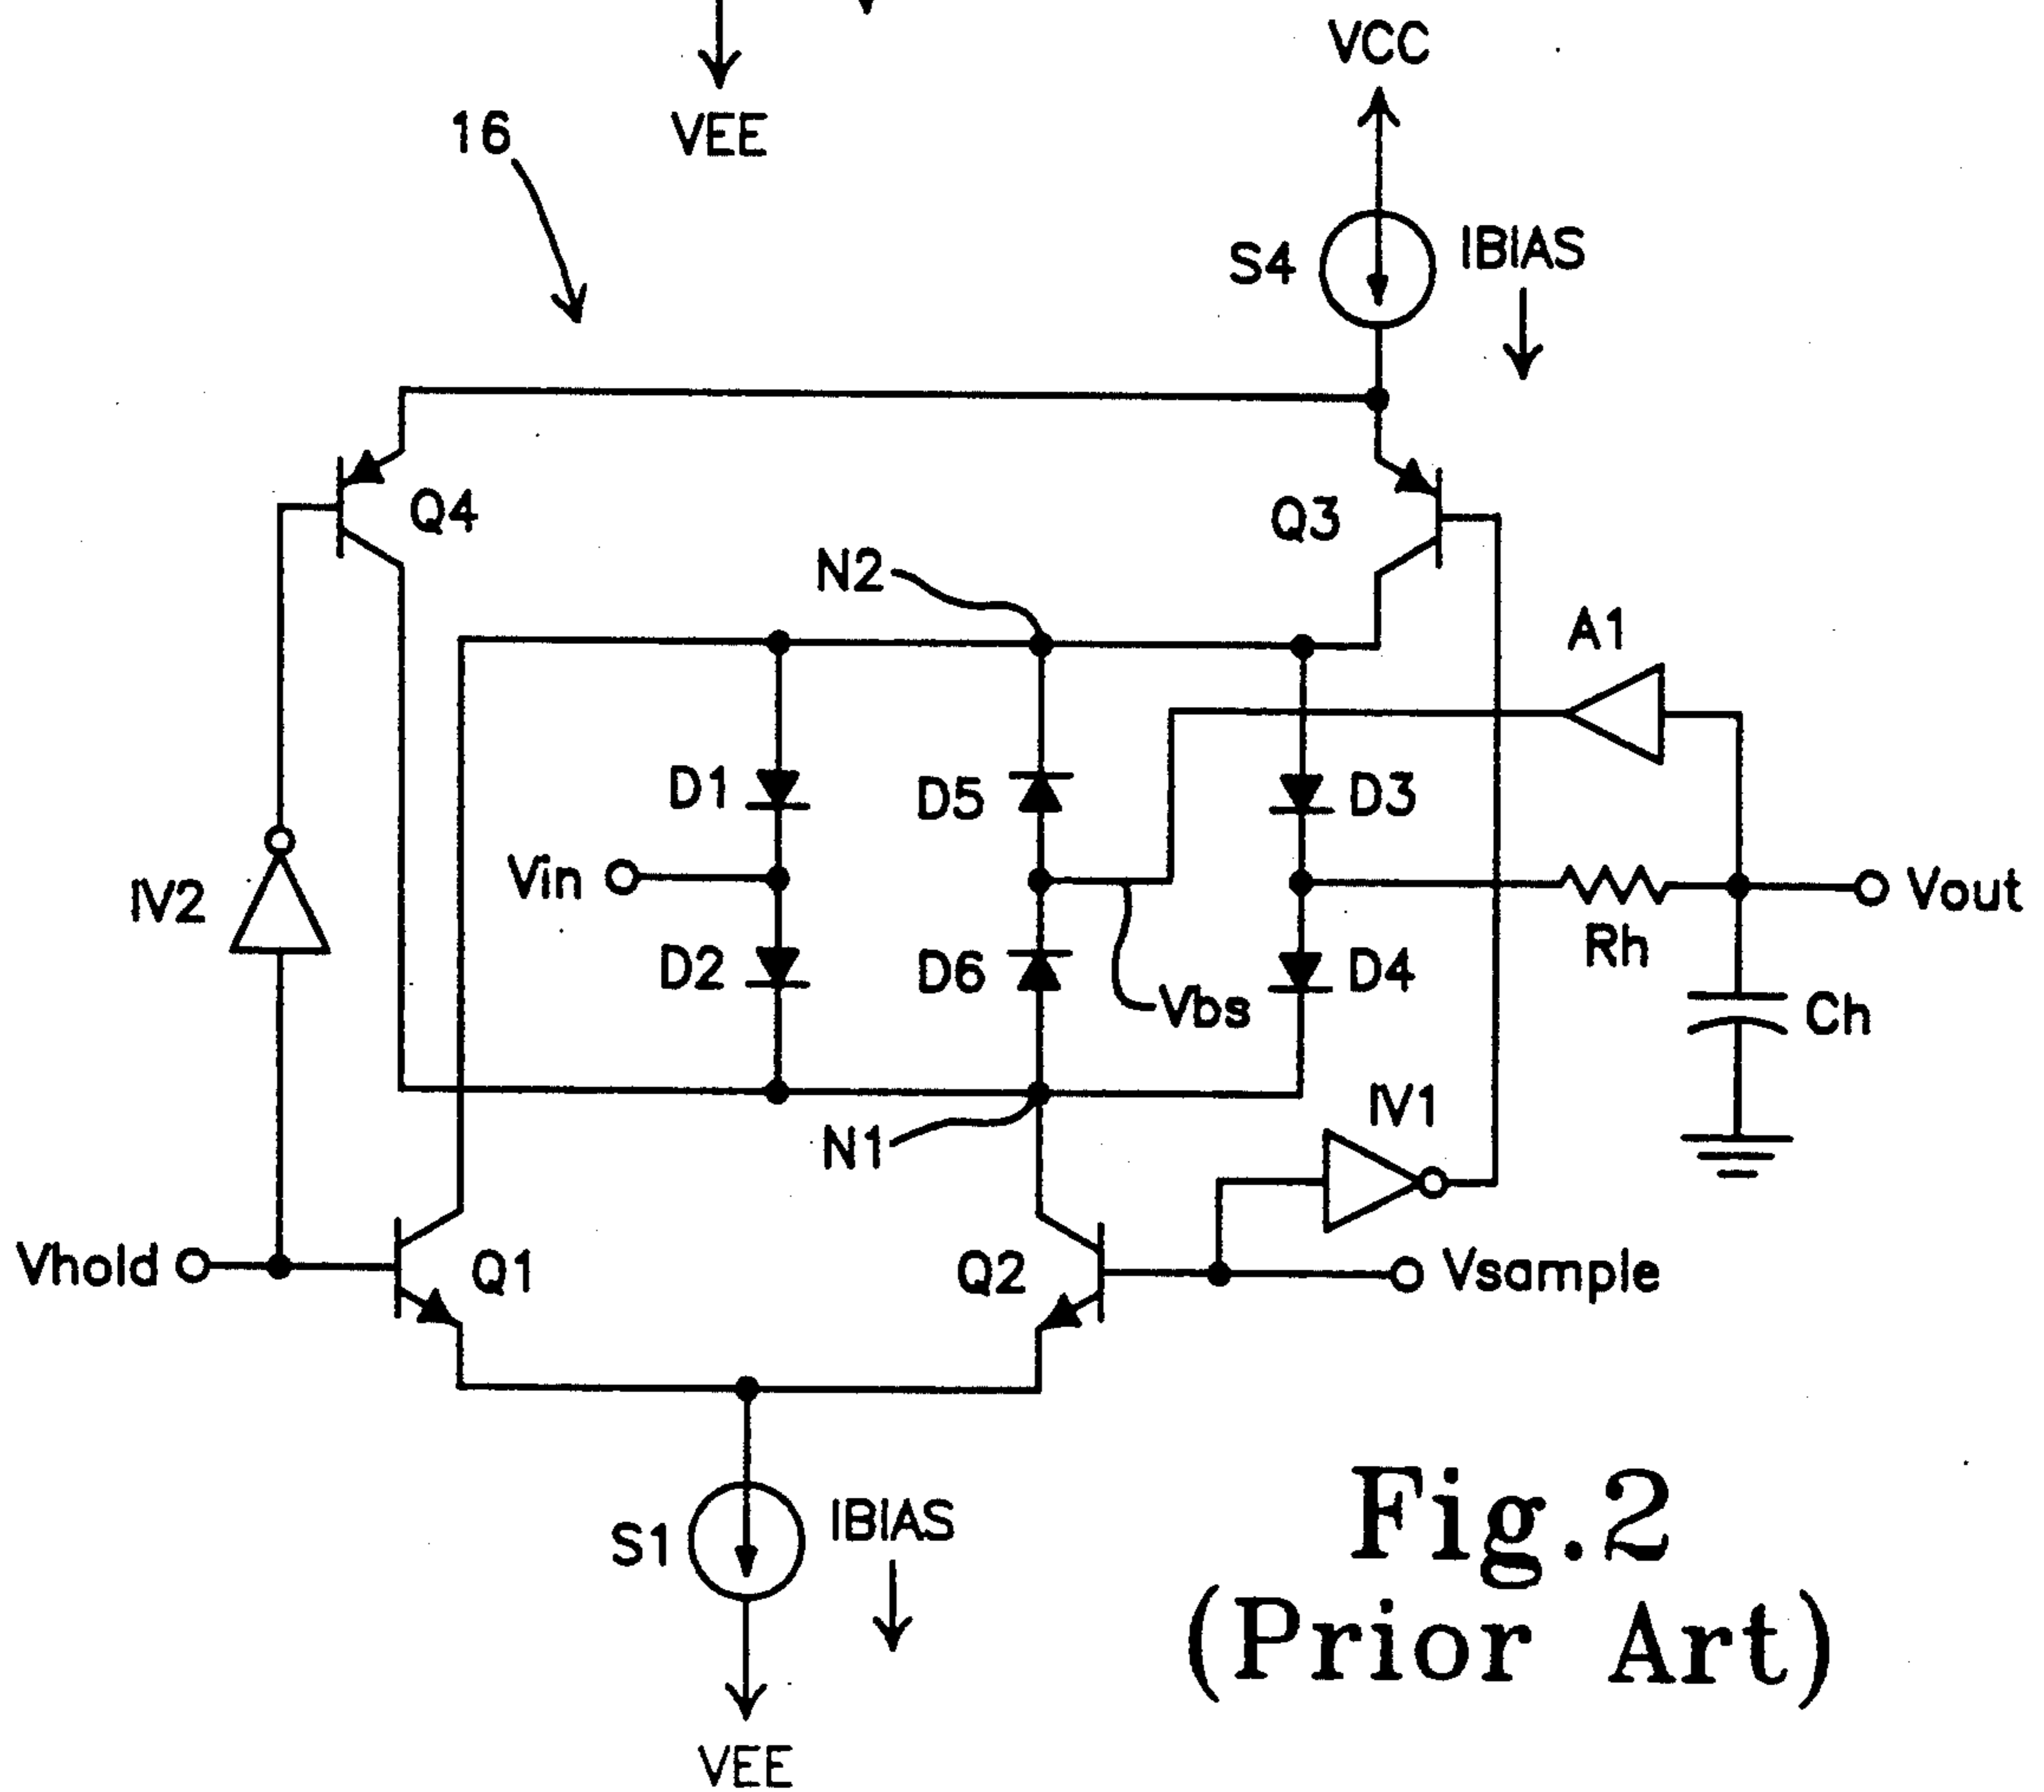 VCC
VEE
16
S4
IBIAS
Q4
Q3
N2
A1
D1
D5
D3
Vin
IV2
Vout
Rh
D2
D6
D4
Vbs
Ch
IV1
N1
Vhold
Q1
Q2
Vsample
S1
IBIAS
VEE
Fig.2
(Prior Art)